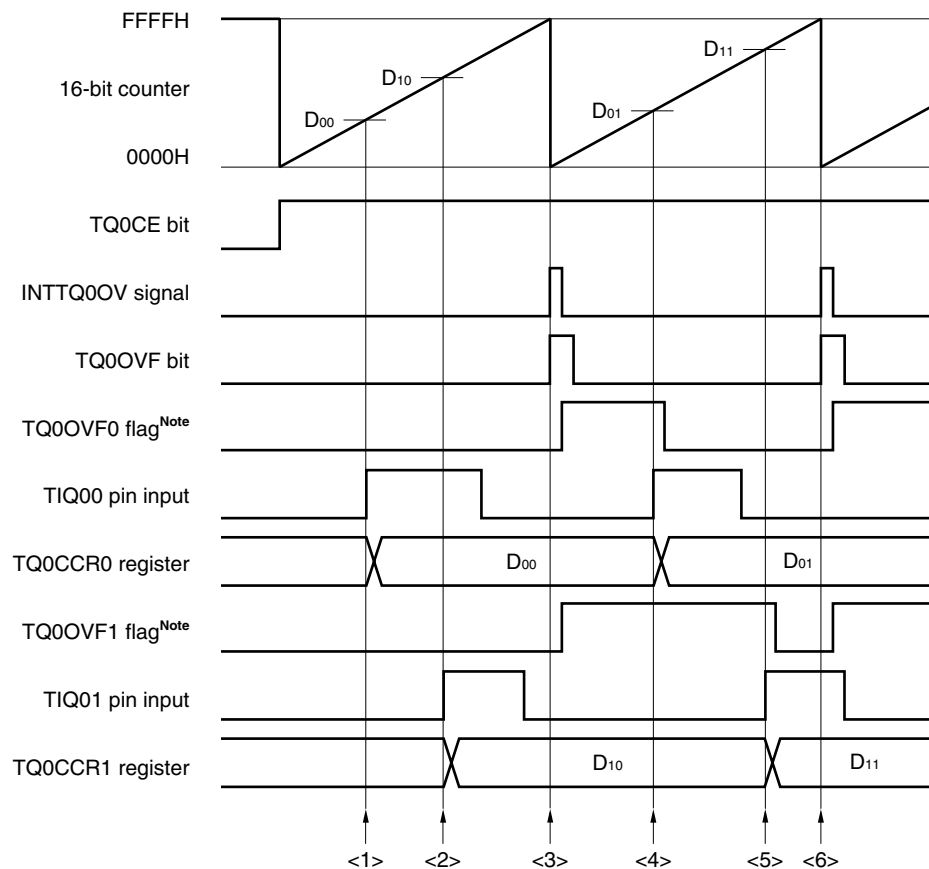 FFFFH
D11
D10
16-bit counter
D00
D01
0000H
TQ0CE bit
INTTQ0OV signal
TQ0OVF bit
TQ0OVF0 flagNote
TIQ00 pin input
TQ0CCR0 register
D00
D01
TQ0OVF1 flagNote
TIQ01 pin input
TQ0CCR1 register
D10
D11
<1> <2> <3> <4> <5> <6>